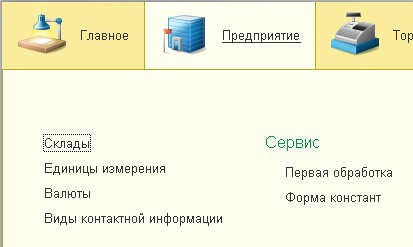 Главное
Предприятие
Тор
Склады
Единицы измерения
Валюты
Виды контактной информации
Сервис
Первая обработка
Форма констант